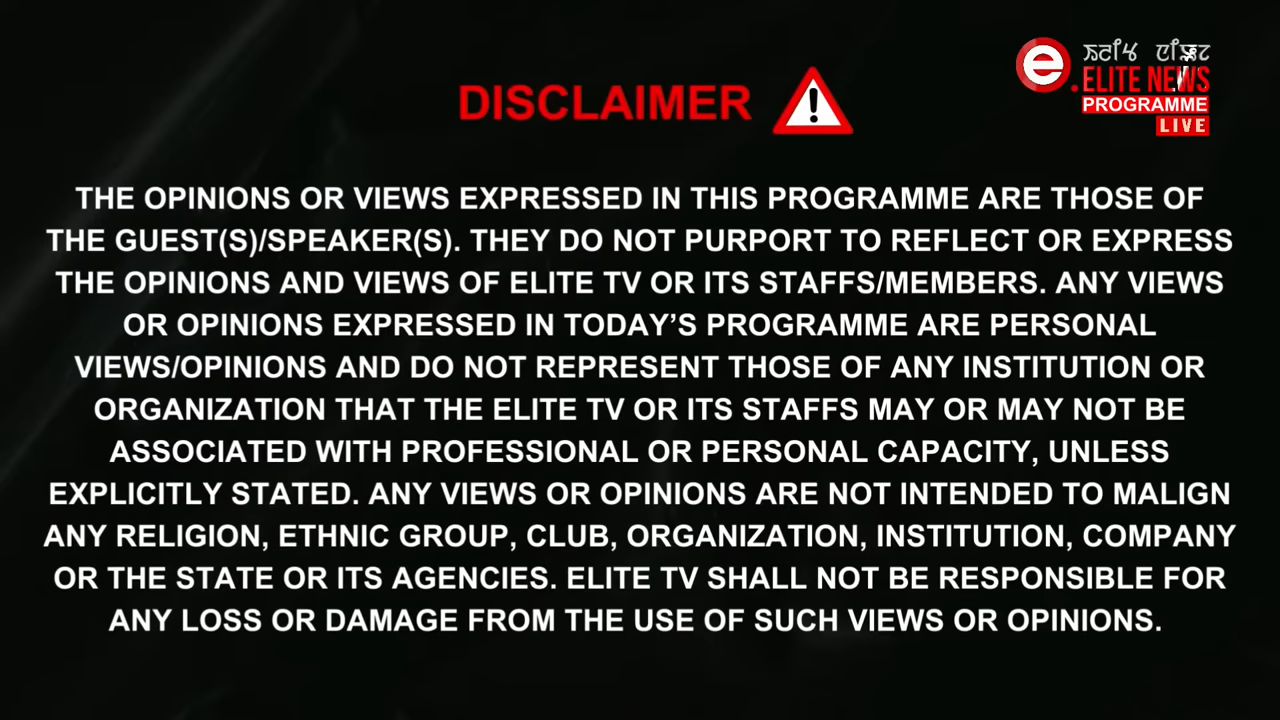 DISCLAIMER
ELITE NEWS
PROGRAMME
LIVE
THE OPINIONS OR VIEWS EXPRESSED IN THIS PROGRAMME ARE THOSE OF
THE GUEST(S)/SPEAKER(S). THEY DO NOT PURPORT TO REFLECT OR EXPRESS
THE OPINIONS AND VIEWS OF ELITE TV OR ITS STAFFS/MEMBERS. ANY VIEWS
OR OPINIONS EXPRESSED IN TODAY’S PROGRAMME ARE PERSONAL
VIEWS/OPINIONS AND DO NOT REPRESENT THOSE OF ANY INSTITUTION OR
ORGANIZATION THAT THE ELITE TV OR ITS STAFFS MAY OR MAY NOT BE
ASSOCIATED WITH PROFESSIONAL OR PERSONAL CAPACITY, UNLESS
EXPLICITLY STATED. ANY VIEWS OR OPINIONS ARE NOT INTENDED TO MALIGN
ANY RELIGION, ETHNIC GROUP, CLUB, ORGANIZATION, INSTITUTION, COMPANY
OR THE STATE OR ITS AGENCIES. ELITE TV SHALL NOT BE RESPONSIBLE FOR
ANY LOSS OR DAMAGE FROM THE USE OF SUCH VIEWS OR OPINIONS.